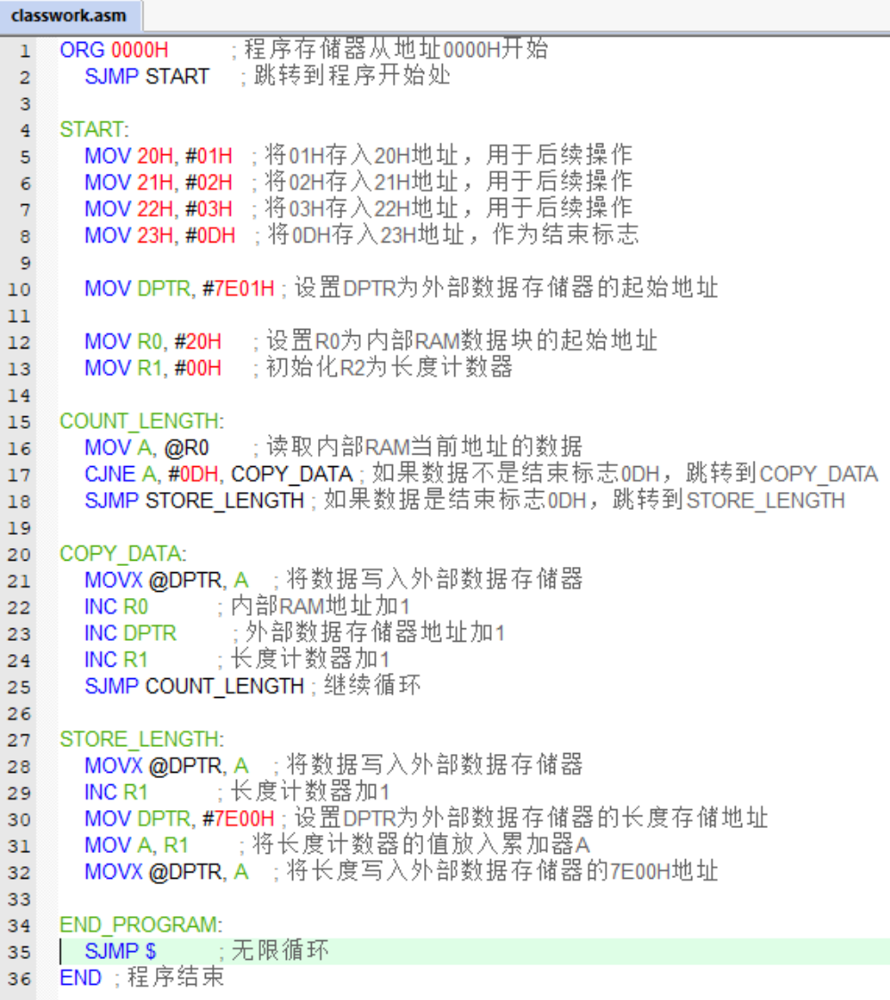 classwork.asm
1 ORG 0000H ;程序存储器从地址0000H开始
2 SJMP START ;跳转到程序开始处
3
4 START:
5 MOV 20H, #01H ;将01H存入20H地址，用于后续操作
6 MOV 21H, #02H ;将02H存入21H地址，用于后续操作
7 MOV 22H, #03H ;将03H存入22H地址，用于后续操作
8 MOV 23H, #0DH ;将0DH存入23H地址，作为结束标志
9
10 MOV DPTR, #7E01H ;设置DPTR为外部数据存储器的起始地址
11
12 MOV R0, #20H ;设置R0为内部RAM数据块的起始地址
13 MOV R1, #00H ;初始化R2为长度计数器
14
15 COUNT_LENGTH:
16 MOV A, @R0 ;读取内部RAM当前地址的数据
17 CJNE A, #0DH, COPY_DATA ;如果数据不是结束标志0DH，跳转到COPY_DATA
18 SJMP STORE_LENGTH ;如果数据是结束标志0DH，跳转到STORE_LENGTH
19
20 COPY_DATA:
21 MOVX @DPTR, A ;将数据写入外部数据存储器
22 INC R0 ;内部RAM地址加1
23 INC DPTR ;外部数据存储器地址加1
24 INC R1 ;长度计数器加1
25 SJMP COUNT_LENGTH ;继续循环
26
27 STORE_LENGTH:
28 MOVX @DPTR, A ;将数据写入外部数据存储器
29 INC R1 ;长度计数器加1
30 MOV DPTR, #7E00H ;设置DPTR为外部数据存储器的长度存储地址
31 MOV A, R1 ;将长度计数器的值放入累加器A
32 MOVX @DPTR, A ;将长度写入外部数据存储器的7E00H地址
33
34 END_PROGRAM:
35 SJMP $ ;无限循环
36 END ;程序结束